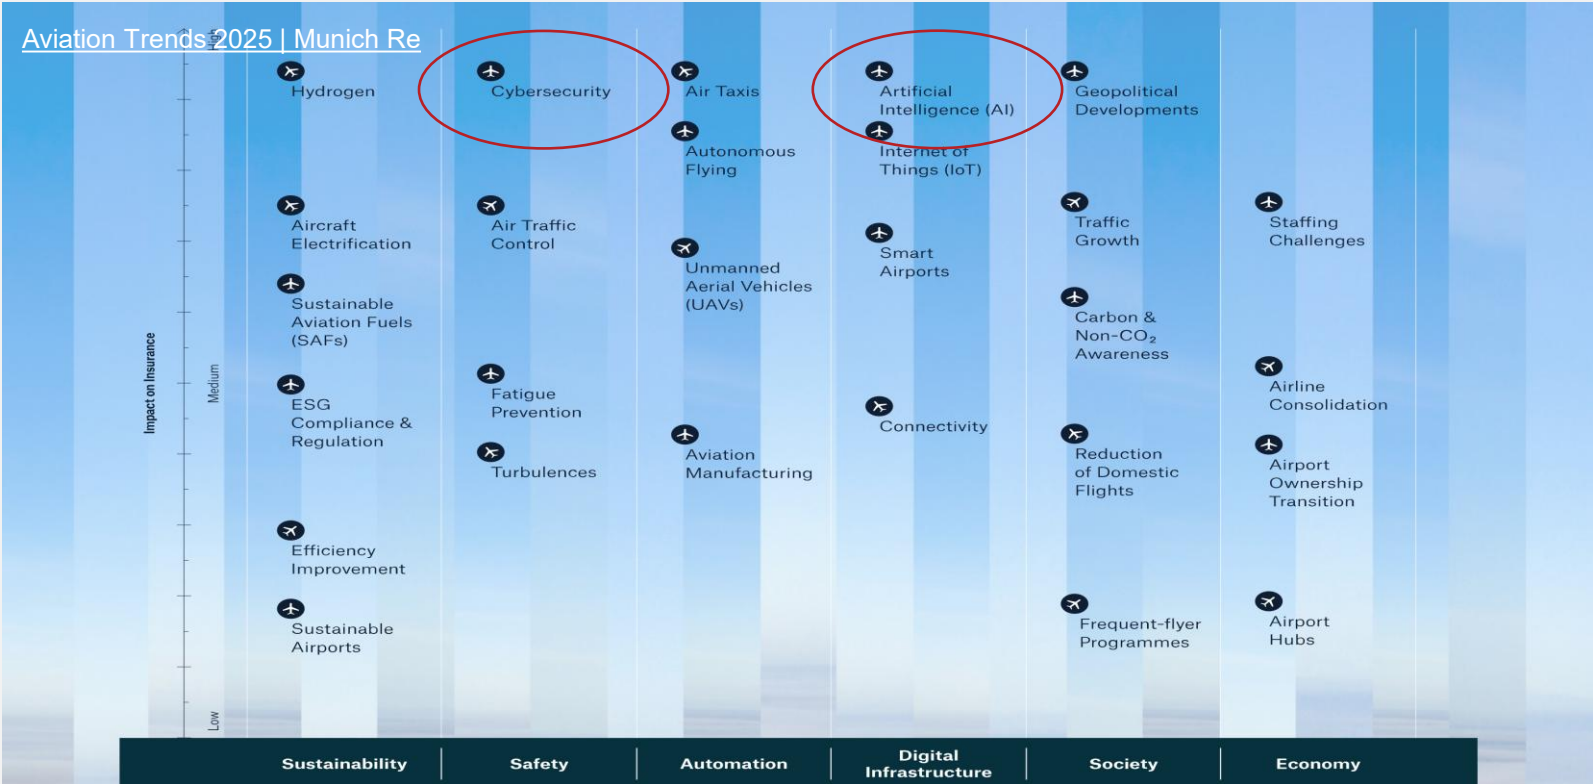 Aviation Trends 2025 | Munich Re
High
Medium
Low
Impact on Insurance
Hydrogen
Aircraft
Electrification
Sustainable
Aviation Fuels
(SAFs)
ESG
Compliance &
Regulation
Efficiency
Improvement
Sustainable
Airports
Cybersecurity
Air Traffic
Control
Fatigue
Prevention
Turbulences
Air Taxis
Autonomous
Flying
Unmanned
Aerial Vehicles
(UAVs)
Aviation
Manufacturing
Artificial
Intelligence (AI)
Internet of
Things (IoT)
Smart
Airports
Connectivity
Geopolitical
Developments
Traffic
Growth
Carbon &
Non-CO₂
Awareness
Reduction
of Domestic
Flights
Frequent-flyer
Programmes
Staffing
Challenges
Airline
Consolidation
Airport
Ownership
Transition
Airport
Hubs
Sustainability
Safety
Automation
Digital
Infrastructure
Society
Economy